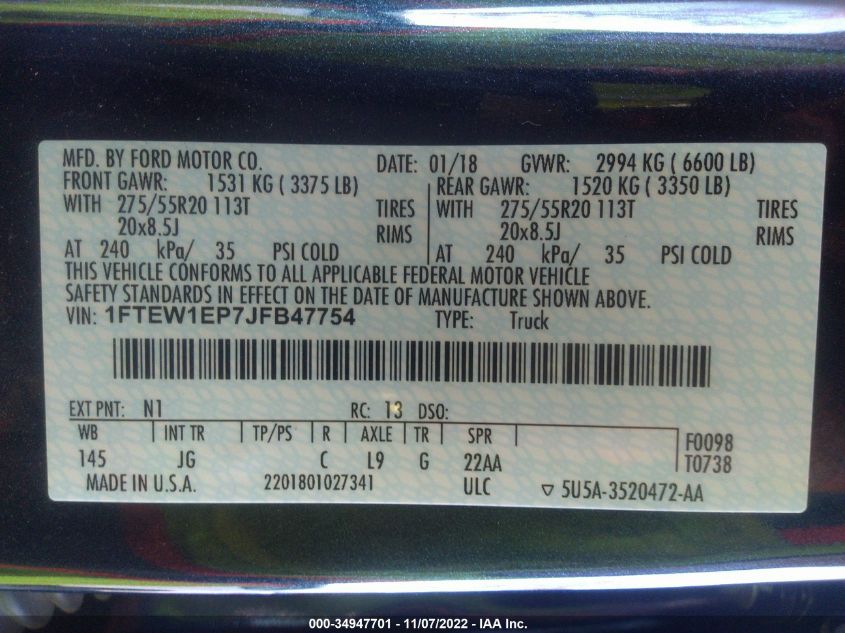 MFD. BY FORD MOTOR CO. DATE: 01/18 GVWR: 2994 KG ( 6600 LB)
FRONT GAWR: 1531 KG ( 3375 LB) REAR GAWR: 1520 KG ( 3350 LB)
WITH 275/55R20 113T TIRES WITH 275/55R20 113T TIRES
20x8.5J RIMS 20x8.5J RIMS
AT 240 kPa/ 35 PSI COLD AT 240 kPa/ 35 PSI COLD
THIS VEHICLE CONFORMS TO ALL APPLICABLE FEDERAL MOTOR VEHICLE
SAFETY STANDARDS IN EFFECT ON THE DATE OF MANUFACTURE SHOWN ABOVE.
VIN: 1FTEW1EP7JFB47754 TYPE: Truck
EXT PNT: N1 RC: 13 DSO:
WB INT TR TP/PS R AXLE TR SPR F0098
145 JG C L9 G 22AA T0738
MADE IN U.S.A. 2201801027341 ULC ▽ 5U5A-3520472-AA
000-34947701 - 11/07/2022 - IAA Inc.